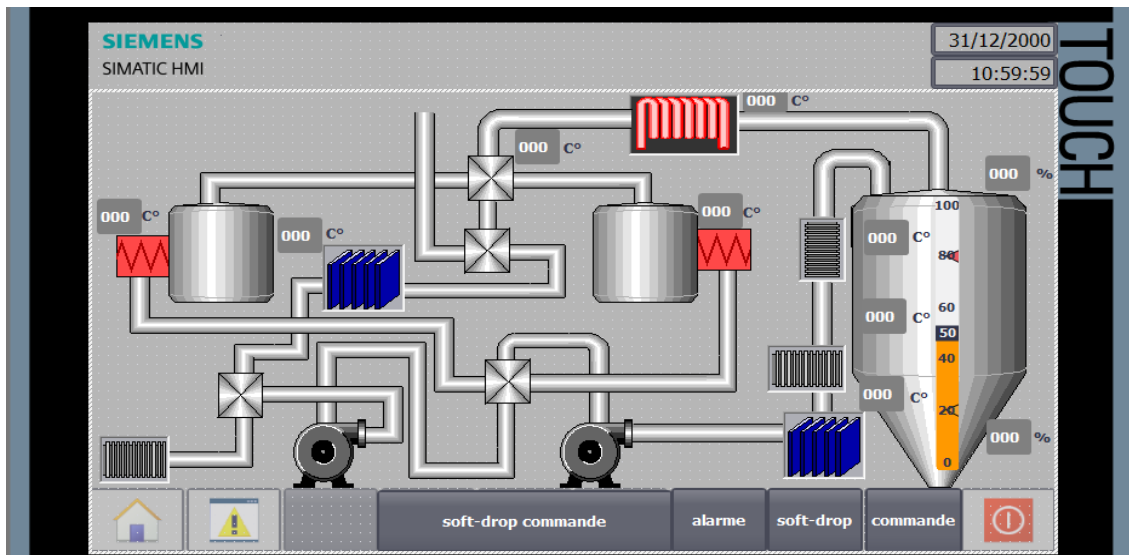 SIEMENS
SIMATIC HMI
31/12/2000
10:59:59
TOUCH
000 C°
000 C°
000 %
000 C°
000 C°
000 C°
000 C°
100
80
60
50
40
20
0
000 C°
000 C°
000 %
soft-drop commande
alarme
soft-drop
commande